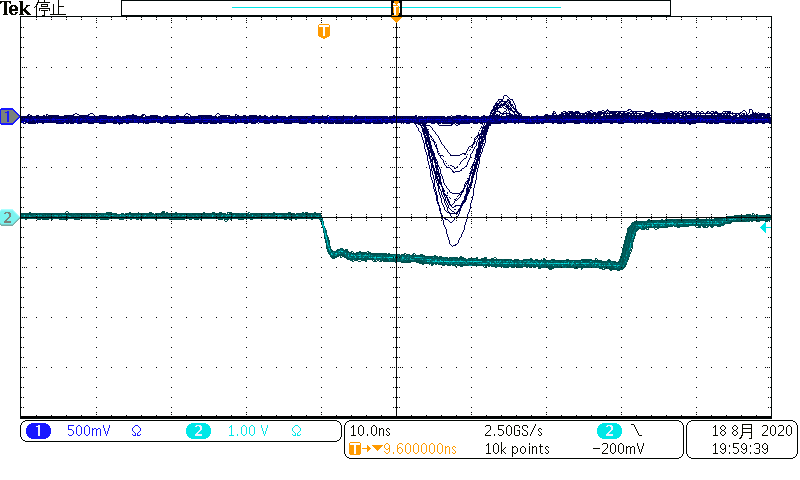 Tek 停止
T
T
1
2
1 500mV Ω 2 1.00 V Ω
10.0ns 2.50GS/s 2
T→▼9.600000ns 10k points −200mV
18 8月 2020
19:59:39